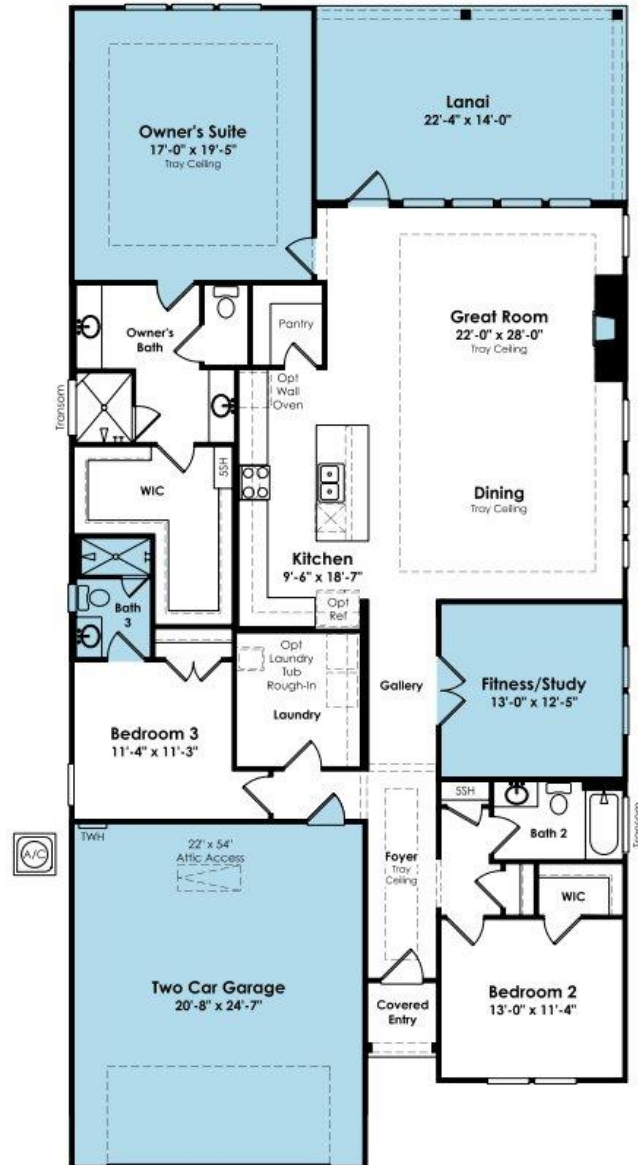 Owner's Suite
17'-0" x 19'-5"
Tray Ceiling
Lanai
22'-4" x 14'-0"
Owner's
Bath
Pantry
Great Room
22'-0" x 28'-0"
Tray Ceiling
Transom
Opt
Wall
Oven
WIC
5SH
Dining
Tray Ceiling
Kitchen
9'-6" x 18'-7"
Opt
Ref
Bath
3
Opt
Laundry
Tub
Rough-In
Laundry
Gallery
Fitness/Study
13'-0" x 12'-5"
Bedroom 3
11'-4" x 11'-3"
5SH
Bath 2
Transom
A/C
TWH
22" x 54"
Attic Access
Foyer
Tray
Ceiling
WIC
Two Car Garage
20'-8" x 24'-7"
Covered
Entry
Bedroom 2
13'-0" x 11'-4"